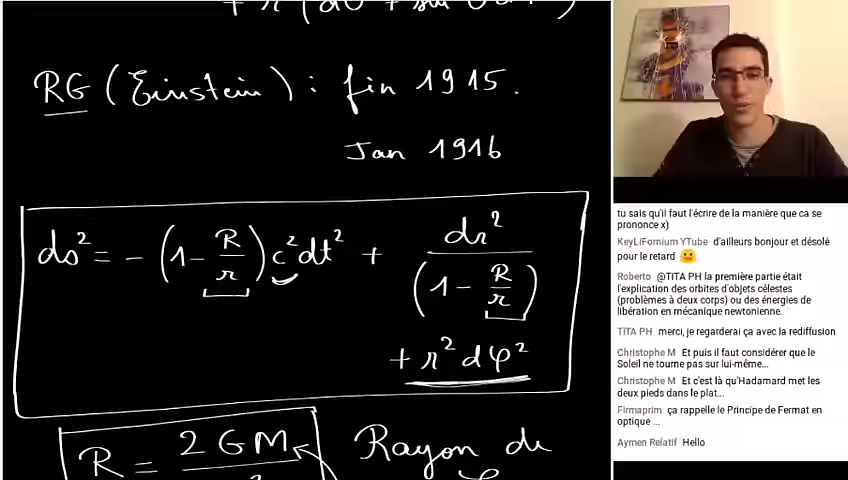 + r² (dθ² + sin²θdφ²)
RG (Einstein) : fin 1915.
Jan 1916
ds² = - (1 - R/r) c²dt² + dr²/(1 - R/r)
+ r² dφ²
R = 2GM Rayon de
tu sais qu'il faut l'écrire de la manière que ca se
prononce x)
KeyLiFornium YTube d'ailleurs bonjour et désolé
pour le retard
Roberto @TITA PH la première partie était
l'explication des orbites d'objets célestes
(problèmes à deux corps) ou des énergies de
libération en mécanique newtonienne.
TITA PH merci, je regarderai ça avec la rediffusion
Christophe M Et puis il faut considérer que le
Soleil ne tourne pas sur lui-même...
Christophe M Et c'est là qu'Hadamard met les
deux pieds dans le plat...
Firmaprim ça rappelle le Principe de Fermat en
optique ...
Aymen Relatif Hello